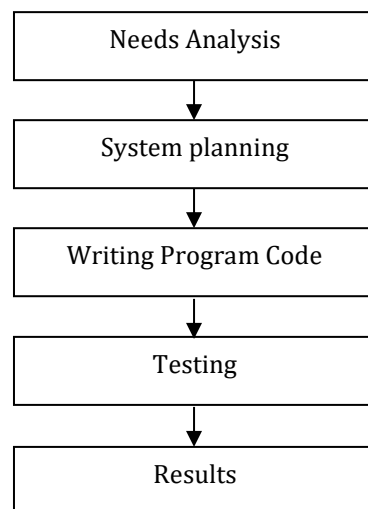 Needs Analysis
System planning
Writing Program Code
Testing
Results